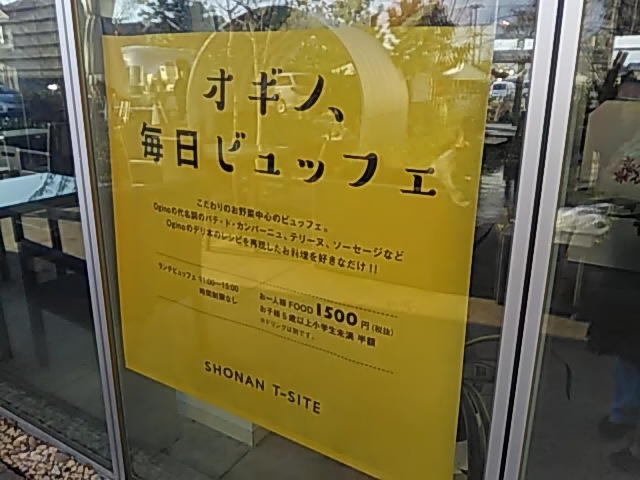 オギノ、
毎日ビュッフェ
こだわりのお野菜中心のビュッフェ。
Oginoの代名詞のパテ・ド・カンパーニュ、テリーヌ、ソーセージなど
Oginoのデリ本のレシピを再現したお料理を好きなだけ!!
ランチビュッフェ 11:00〜15:00
時間制限なし
お一人様 FOOD 1500円(税抜)
お子様 6歳以上小学生未満 半額
※ドリンクは別です。
SHONAN T-SITE